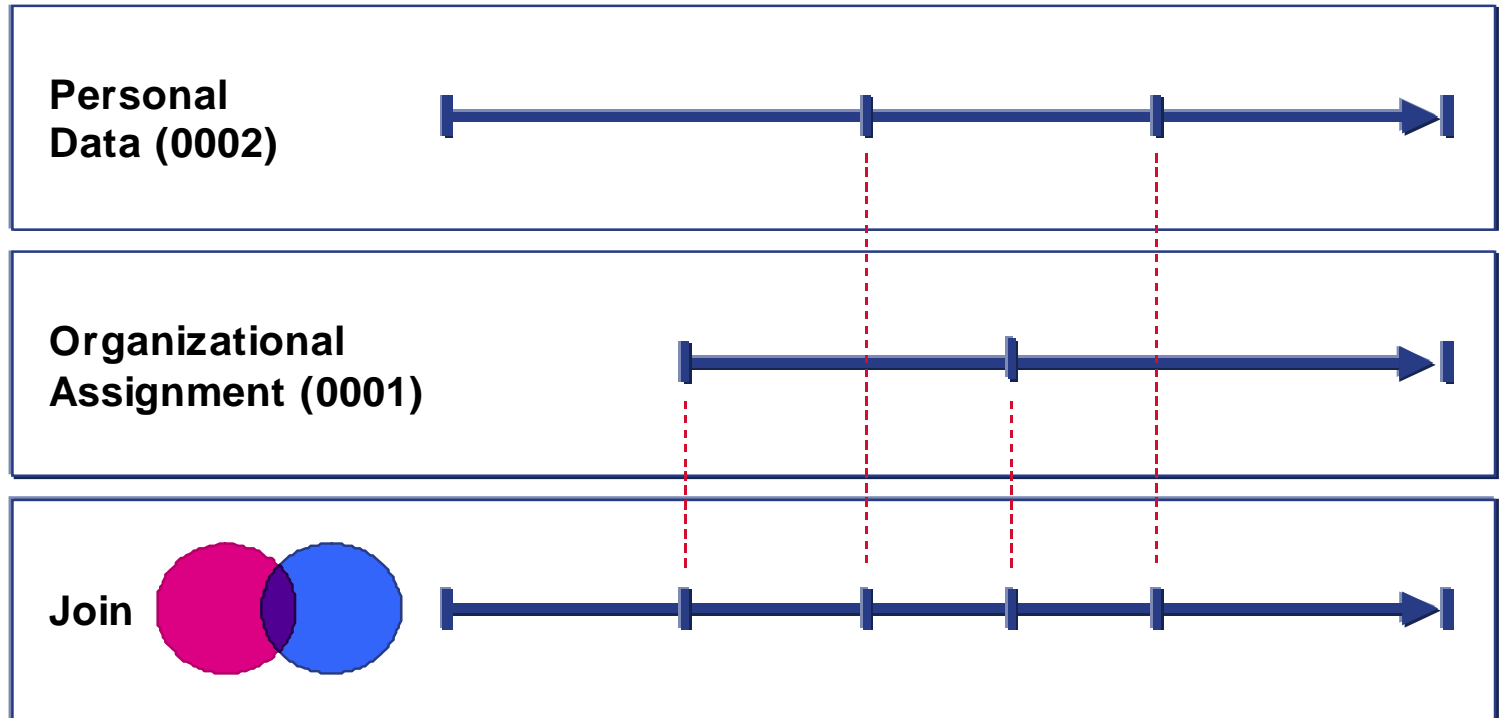 Personal
Data (0002)
Organizational
Assignment (0001)
Join